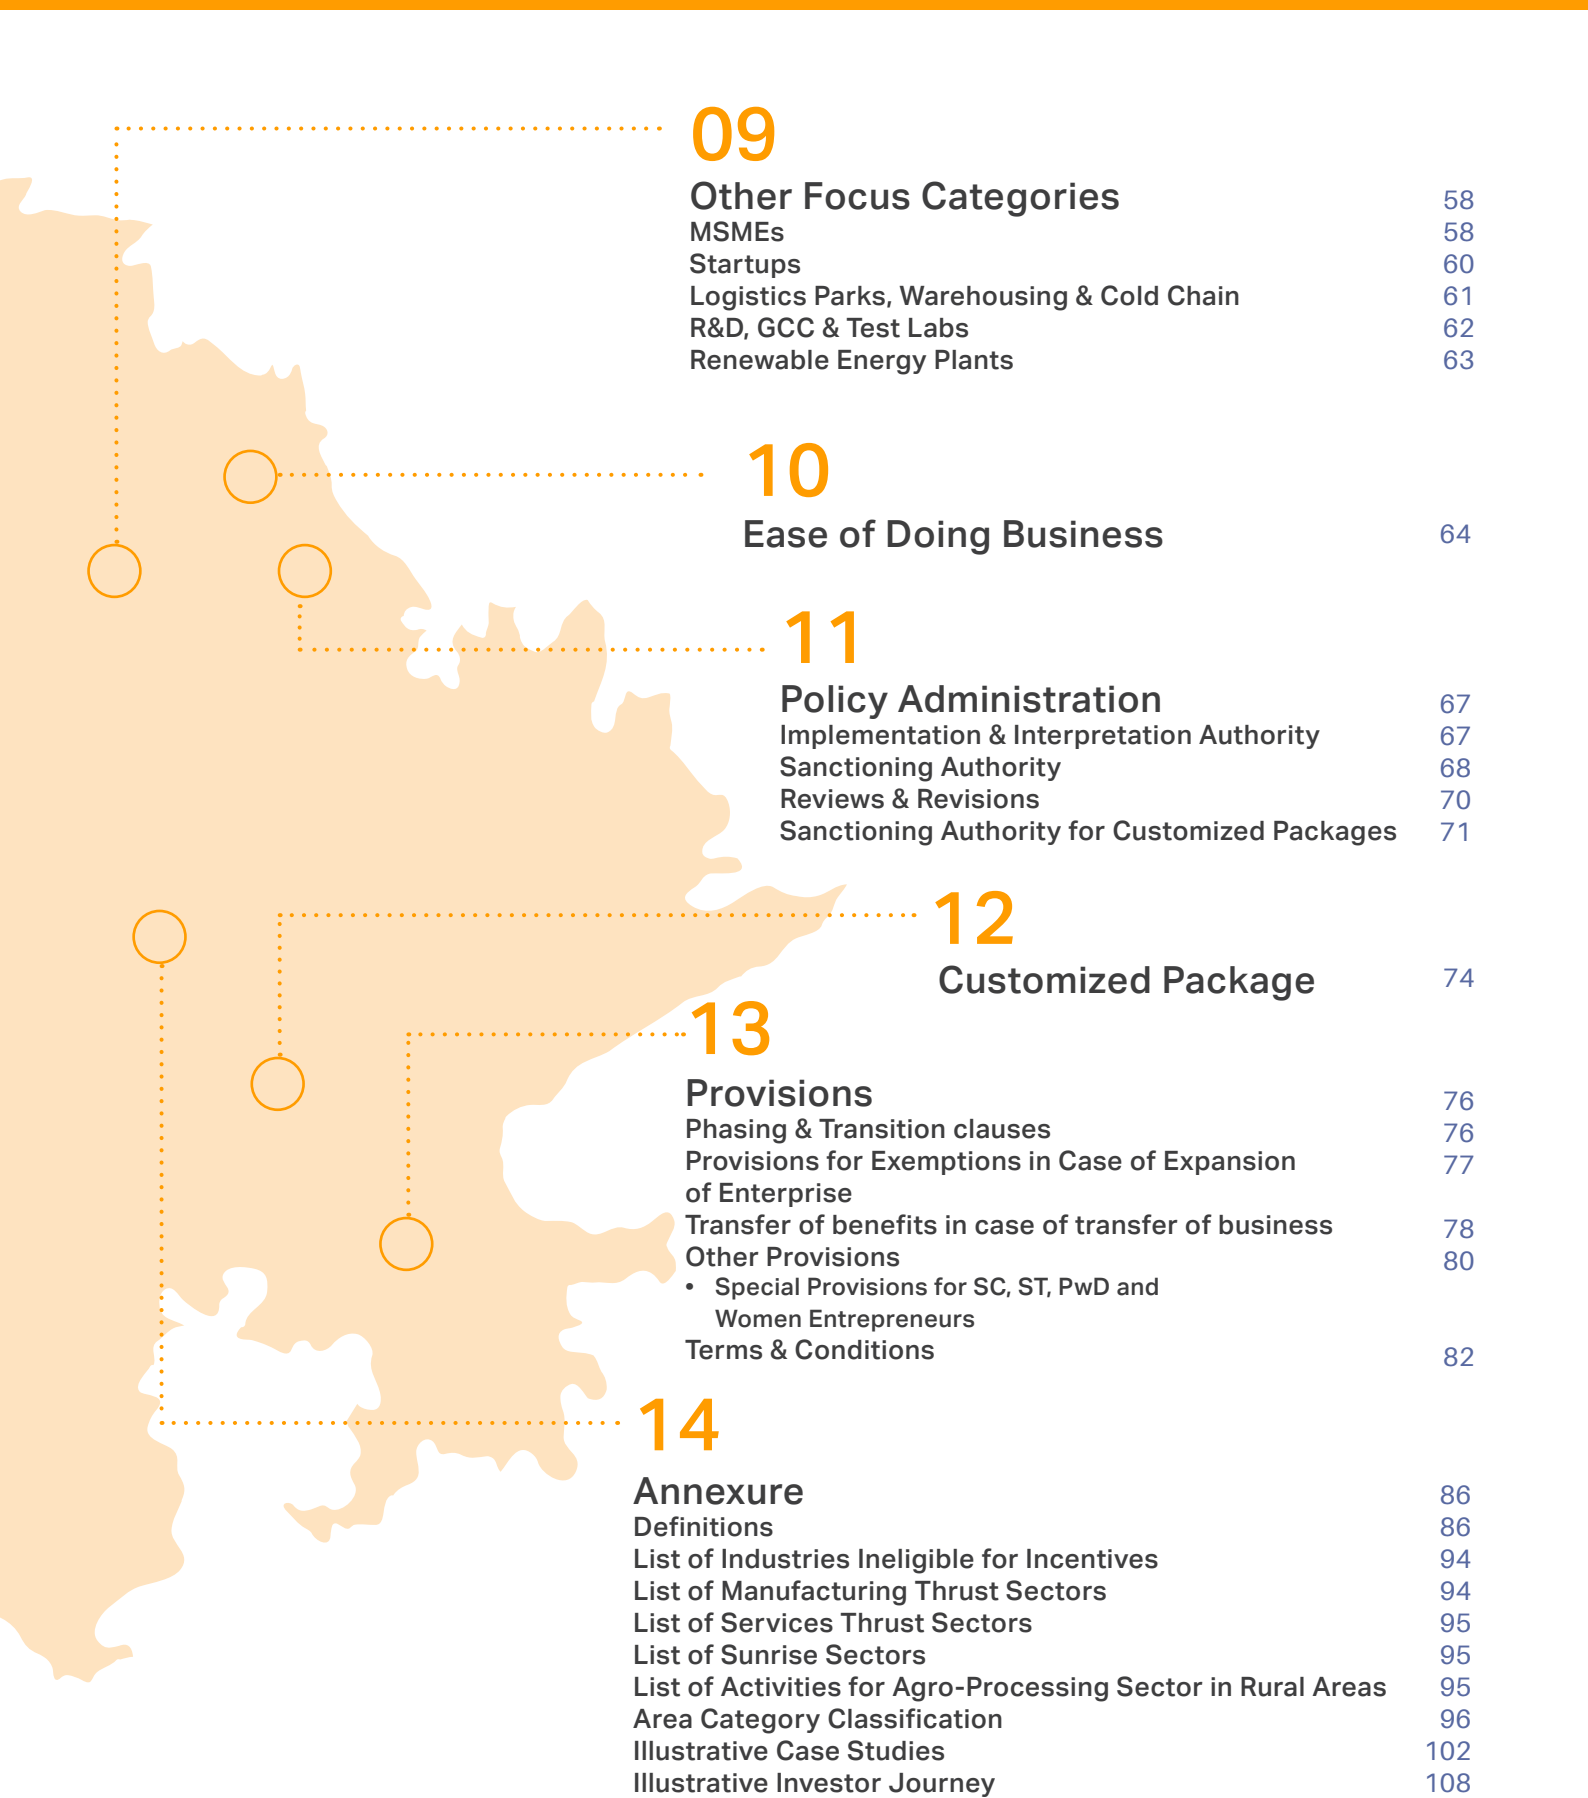 09
Other Focus Categories 58
MSMEs 58
Startups 60
Logistics Parks, Warehousing & Cold Chain 61
R&D, GCC & Test Labs 62
Renewable Energy Plants 63
10
Ease of Doing Business 64
11
Policy Administration 67
Implementation & Interpretation Authority 67
Sanctioning Authority 68
Reviews & Revisions 70
Sanctioning Authority for Customized Packages 71
12
Customized Package 74
13
Provisions 76
Phasing & Transition clauses 76
Provisions for Exemptions in Case of Expansion 77
of Enterprise
Transfer of benefits in case of transfer of business 78
Other Provisions 80
• Special Provisions for SC, ST, PwD and
Women Entrepreneurs
Terms & Conditions 82
14
Annexure 86
Definitions 86
List of Industries Ineligible for Incentives 94
List of Manufacturing Thrust Sectors 94
List of Services Thrust Sectors 95
List of Sunrise Sectors 95
List of Activities for Agro-Processing Sector in Rural Areas 95
Area Category Classification 96
Illustrative Case Studies 102
Illustrative Investor Journey 108